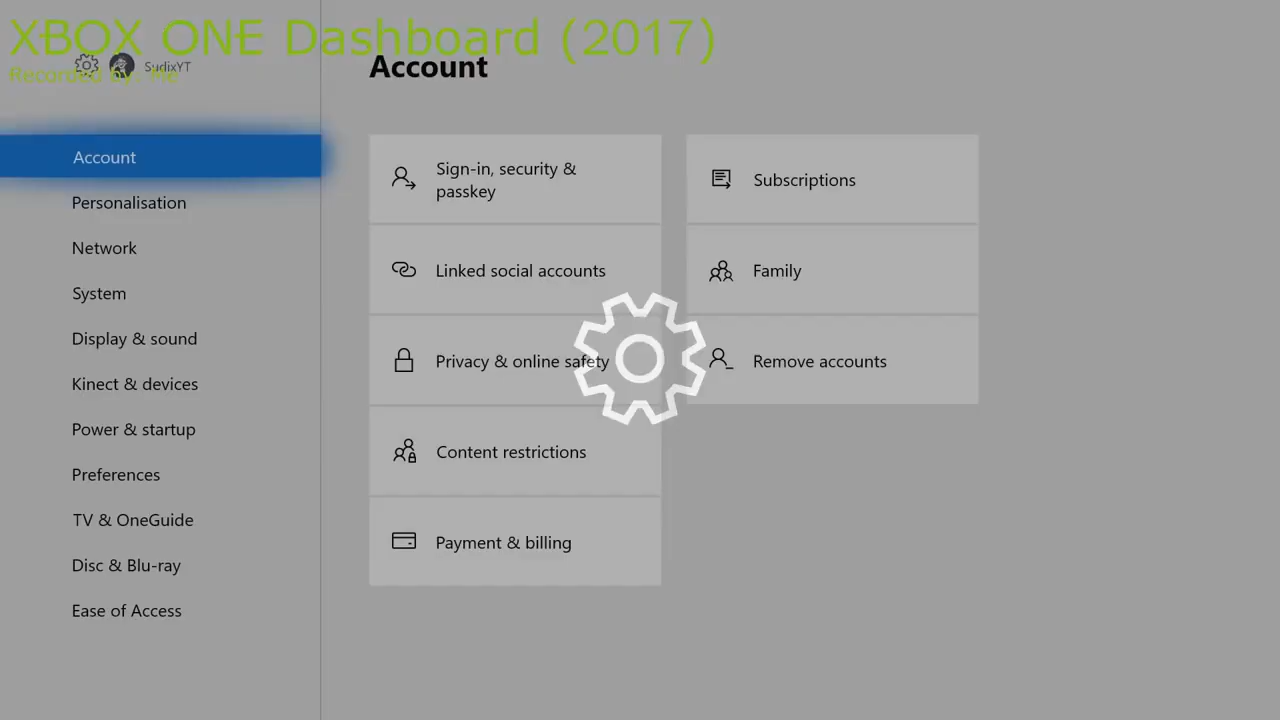 XBOX ONE Dashboard (2017)
Recorded by: Me
SudixYT
Account
Account
Personalisation
Network
System
Display & sound
Kinect & devices
Power & startup
Preferences
TV & OneGuide
Disc & Blu-ray
Ease of Access
Sign-in, security &
passkey
Linked social accounts
Privacy & online safety
Content restrictions
Payment & billing
Subscriptions
Family
Remove accounts